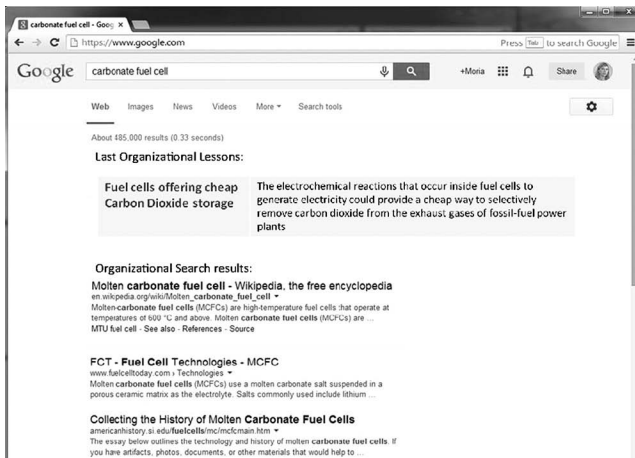 carbonate fuel cell - Goog ×
https://www.google.com Press Tab to search Google
Google carbonate fuel cell +Moria Share
Web Images News Videos More Search tools
results (0.33 seconds)
Last Organizational Lessons:
Fuel cells offering cheap
Carbon Dioxide storage
The electrochemical reactions that occur inside fuel cells to
generate electricity could provide a cheap way to selectively
remove carbon dioxide from the exhaust gases of fossil-fuel power
plants
Organizational Search results:
Molten carbonate fuel cell - Wikipedia, the free encyclopedia
en.wikipedia.org/wiki/Molten_carbonate_fuel_cell
Molten-carbonate fuel cells (MCFCs) are high-temperature fuel cells that operate at
temperatures of 600 °C and above. Molten carbonate fuel cells (MCFCs) are ...
MTU fuel cell - See also - References - Source
FCT - Fuel Cell Technologies - MCFC
www.fuelcelltoday.com › Technologies
Molten carbonate fuel cells (MCFCs) use a molten carbonate salt suspended in a
porous ceramic matrix as the electrolyte. Salts commonly used include lithium ...
Collecting the History of Molten Carbonate Fuel Cells
americanhistory.si.edu/fuelcells/mc/mcfcmain.htm
The essay below outlines the technology and history of molten carbonate fuel cells. If
you have artifacts, photos, documents, or other materials that would help to ...